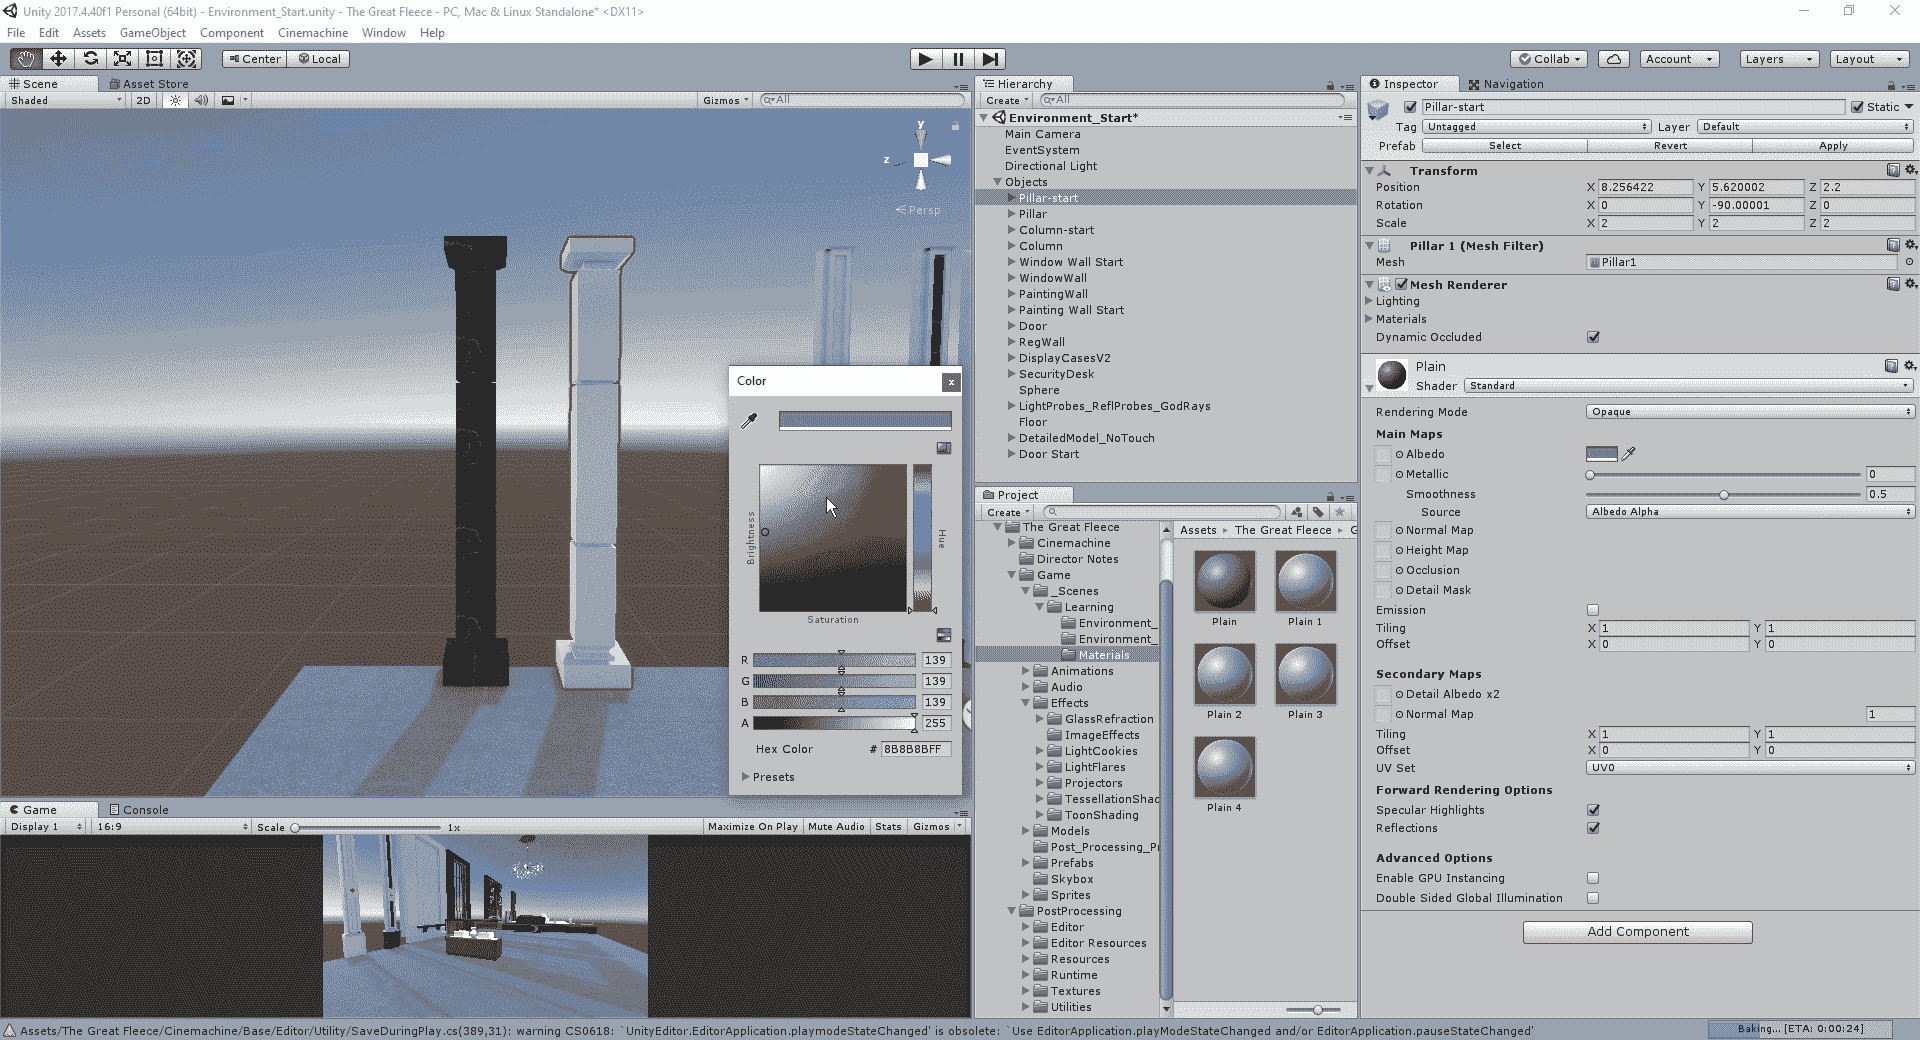 Unity 2017.4.40f1 Personal (64bit) - Environment_Start.unity - The Great Fleece - PC, Mac & Linux Standalone* <DX11>
File Edit Assets GameObject Component Cinemachine Window Help
Center Local
Collab Account Layers Layout
Scene Asset Store
Shaded 2D Gizmos All
y
z
Persp
Hierarchy
Create All
Environment_Start*
Main Camera
EventSystem
Directional Light
Objects
Pillar-start
Pillar
Column-start
Column
Window Wall Start
WindowWall
PaintingWall
Painting Wall Start
Door
RegWall
DisplayCasesV2
SecurityDesk
Sphere
LightProbes_ReflProbes_GodRays
Floor
DetailedModel_NoTouch
Door Start
Inspector Navigation
Pillar-start Static
Tag Untagged Layer Default
Prefab Select Revert Apply
Transform
Position X 8.256422 Y 5.620002 Z 2.2
Rotation X 0 Y -90.00001 Z 0
Scale X 2 Y 2 Z 2
Pillar 1 (Mesh Filter)
Mesh Pillar1
Mesh Renderer
Lighting
Materials
Dynamic Occluded
Plain
Shader Standard
Rendering Mode Opaque
Main Maps
Albedo
Metallic 0
Smoothness 0.5
Source Albedo Alpha
Normal Map
Height Map
Occlusion
Detail Mask
Emission
Tiling X 1 Y 1
Offset X 0 Y 0
Secondary Maps
Detail Albedo x2
Normal Map 1
Tiling X 1 Y 1
Offset X 0 Y 0
UV Set UV0
Forward Rendering Options
Specular Highlights
Reflections
Advanced Options
Enable GPU Instancing
Double Sided Global Illumination
Add Component
Color
Brightness
Hue
Saturation
R 139
G 139
B 139
A 255
Hex Color # 8B8B8BFF
Presets
Project
Create
The Great Fleece
Cinemachine
Director Notes
Game
_Scenes
Learning
Environment_
Environment_
Materials
Animations
Audio
Effects
GlassRefraction
ImageEffects
LightCookies
LightFlares
Projectors
TessellationShad
ToonShading
Models
Post_Processing_Pr
Prefabs
Skybox
Sprites
PostProcessing
Editor
Editor Resources
Resources
Runtime
Textures
Utilities
Assets The Great Fleece G
Plain Plain 1
Plain 2 Plain 3
Plain 4
Game Console
Display 1 16:9 Scale 1x Maximize On Play Mute Audio Stats Gizmos
Assets/The Great Fleece/Cinemachine/Base/Editor/Utility/SaveDuringPlay.cs(389,31): warning CS0618: `UnityEditor.EditorApplication.playmodeStateChanged' is obsolete: `Use EditorApplication.playModeStateChanged and/or EditorApplication.pauseStateChanged'
Baking... [ETA: 0:00:24]